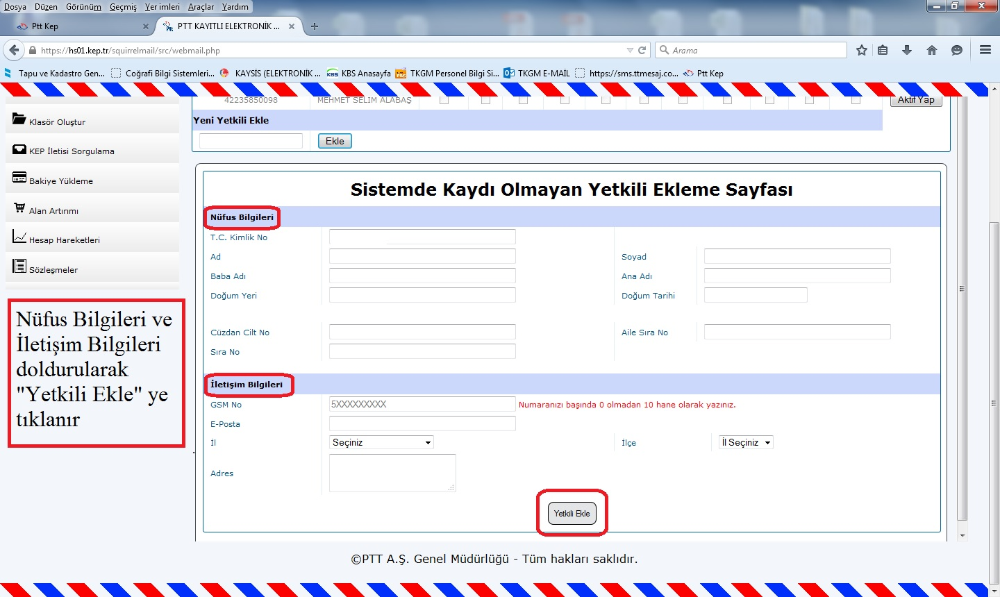 Dosya Düzen Görünüm Geçmiş Yer imleri Araçlar Yardım
Ptt Kep
PTT KAYITLI ELEKTRONİK ...
https://hs01.kep.tr/squirrelmail/src/webmail.php
Arama
Tapu ve Kadastro Gen... Coğrafi Bilgi Sistemleri... KAYSİS (ELEKTRONİK ... KBS KBS Anasayfa TKGM Personel Bilgi Si... TKGM E-MAİL https://sms.ttmesaj.co... Ptt Kep
42235850098 MEHMET SELİM ALABAŞ Aktif Yap
Yeni Yetkili Ekle
Ekle
Klasör Oluştur
KEP İletisi Sorgulama
Bakiye Yükleme
Alan Artırımı
Hesap Hareketleri
Sözleşmeler
Nüfus Bilgileri ve
İletişim Bilgileri
doldurularak
"Yetkili Ekle" ye
tıklanır
Sistemde Kaydı Olmayan Yetkili Ekleme Sayfası
Nüfus Bilgileri
T.C. Kimlik No
Ad Soyad
Baba Adı Ana Adı
Doğum Yeri Doğum Tarihi
Cüzdan Cilt No Aile Sıra No
Sıra No
İletişim Bilgileri
GSM No 5XXXXXXXXX Numaranızı başında 0 olmadan 10 hane olarak yazınız.
E-Posta
İl Seçiniz İlçe İl Seçiniz
Adres
Yetkili Ekle
©PTT A.Ş. Genel Müdürlüğü - Tüm hakları saklıdır.